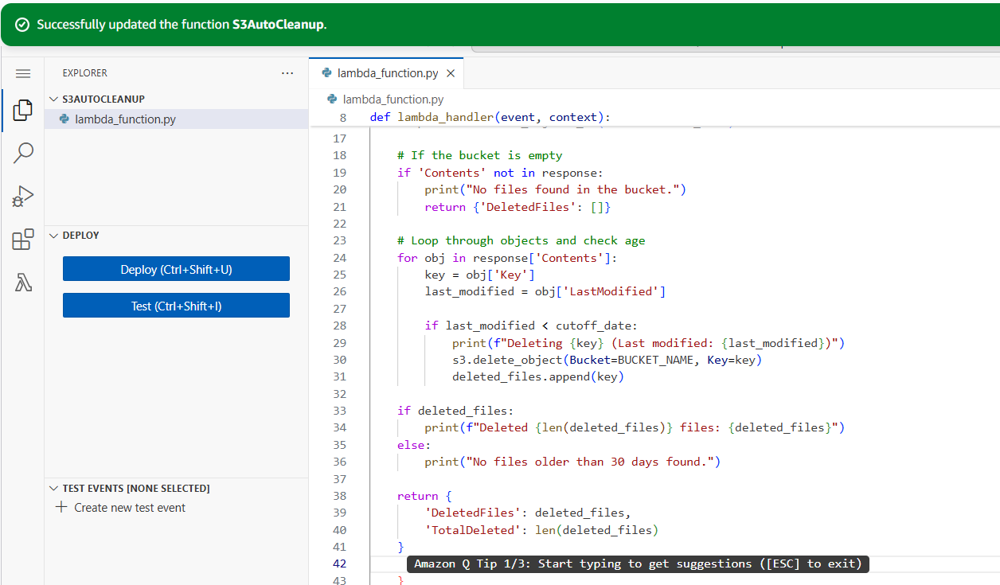 Successfully updated the function S3AutoCleanup.
EXPLORER ...
S3AUTOCLEANUP
lambda_function.py
DEPLOY
Deploy (Ctrl+Shift+U)
Test (Ctrl+Shift+I)
TEST EVENTS [NONE SELECTED]
+ Create new test event
lambda_function.py ×
lambda_function.py
8 def lambda_handler(event, context):
17
18 # If the bucket is empty
19 if 'Contents' not in response:
20 print("No files found in the bucket.")
21 return {'DeletedFiles': []}
22
23 # Loop through objects and check age
24 for obj in response['Contents']:
25 key = obj['Key']
26 last_modified = obj['LastModified']
27
28 if last_modified < cutoff_date:
29 print(f"Deleting {key} (Last modified: {last_modified})")
30 s3.delete_object(Bucket=BUCKET_NAME, Key=key)
31 deleted_files.append(key)
32
33 if deleted_files:
34 print(f"Deleted {len(deleted_files)} files: {deleted_files}")
35 else:
36 print("No files older than 30 days found.")
37
38 return {
39 'DeletedFiles': deleted_files,
40 'TotalDeleted': len(deleted_files)
41 }
42 Amazon Q Tip 1/3: Start typing to get suggestions ([ESC] to exit)
43 }